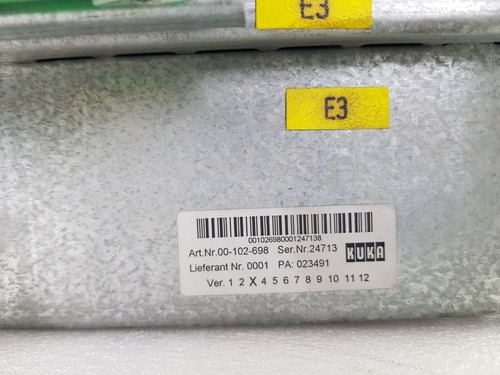 E3
E3
001026980001247138
Art.Nr.00-102-698 Ser.Nr.24713
KUKA
Lieferant Nr. 0001 PA: 023491
Ver. 1 2 X 4 5 6 7 8 9 10 11 12